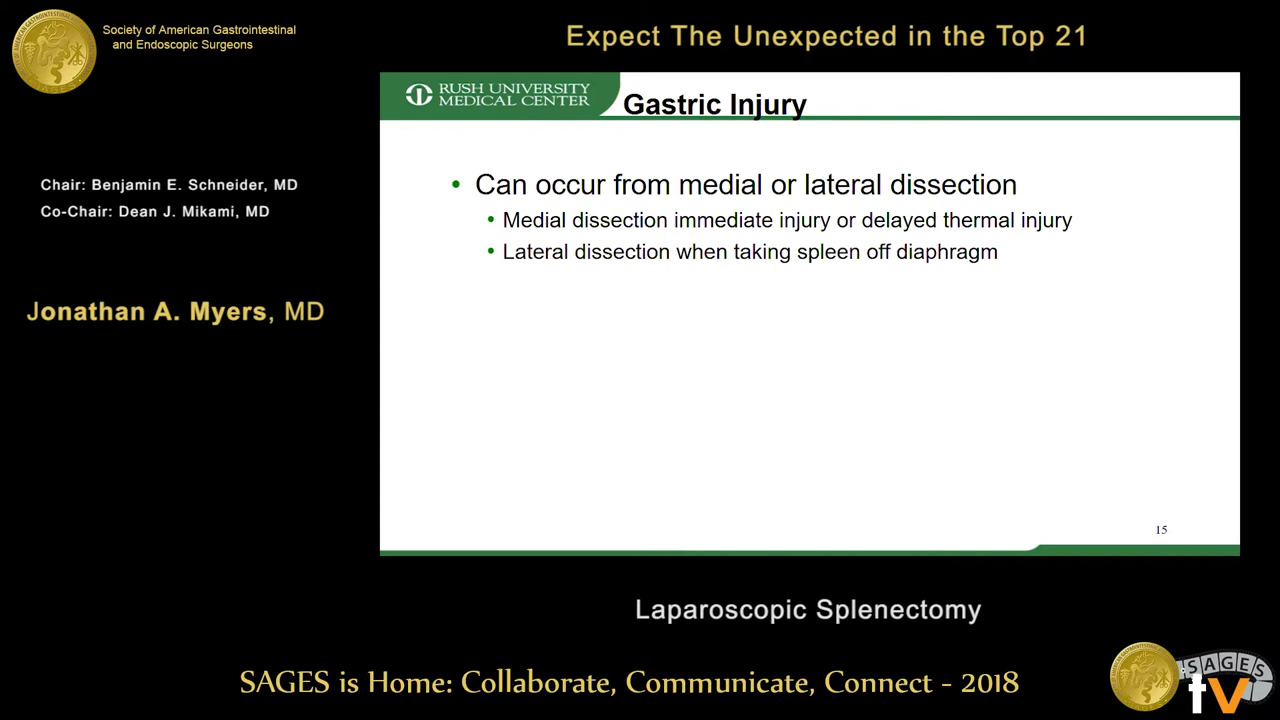 Society of American Gastrointestinal
and Endoscopic Surgeons
Expect The Unexpected in the Top 21
RUSH UNIVERSITY
MEDICAL CENTER
Gastric Injury
Chair: Benjamin E. Schneider, MD
Co-Chair: Dean J. Mikami, MD
Jonathan A. Myers, MD
• Can occur from medial or lateral dissection
• Medial dissection immediate injury or delayed thermal injury
• Lateral dissection when taking spleen off diaphragm
15
Laparoscopic Splenectomy
SAGES is Home: Collaborate, Communicate, Connect - 2018
SAGES
tv